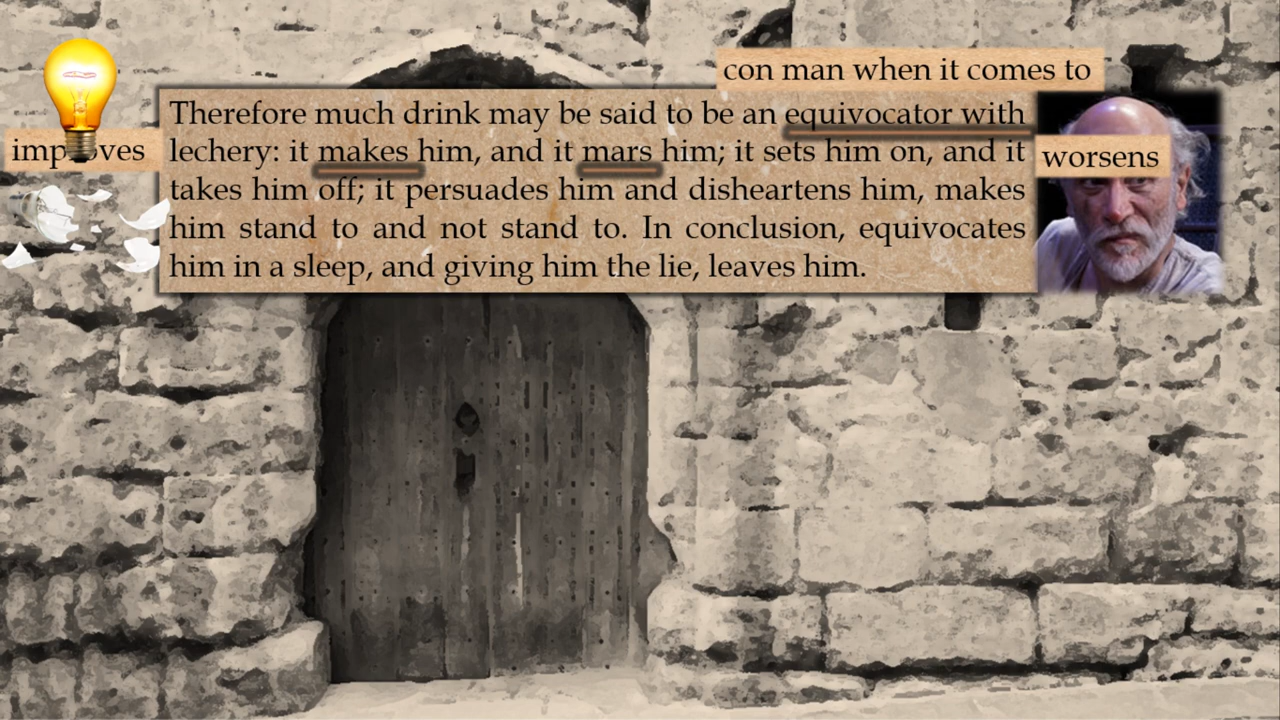 con man when it comes to
Therefore much drink may be said to be an equivocator with
improves
lechery: it makes him, and it mars him; it sets him on, and it
worsens
takes him off; it persuades him and disheartens him, makes
him stand to and not stand to. In conclusion, equivocates
him in a sleep, and giving him the lie, leaves him.